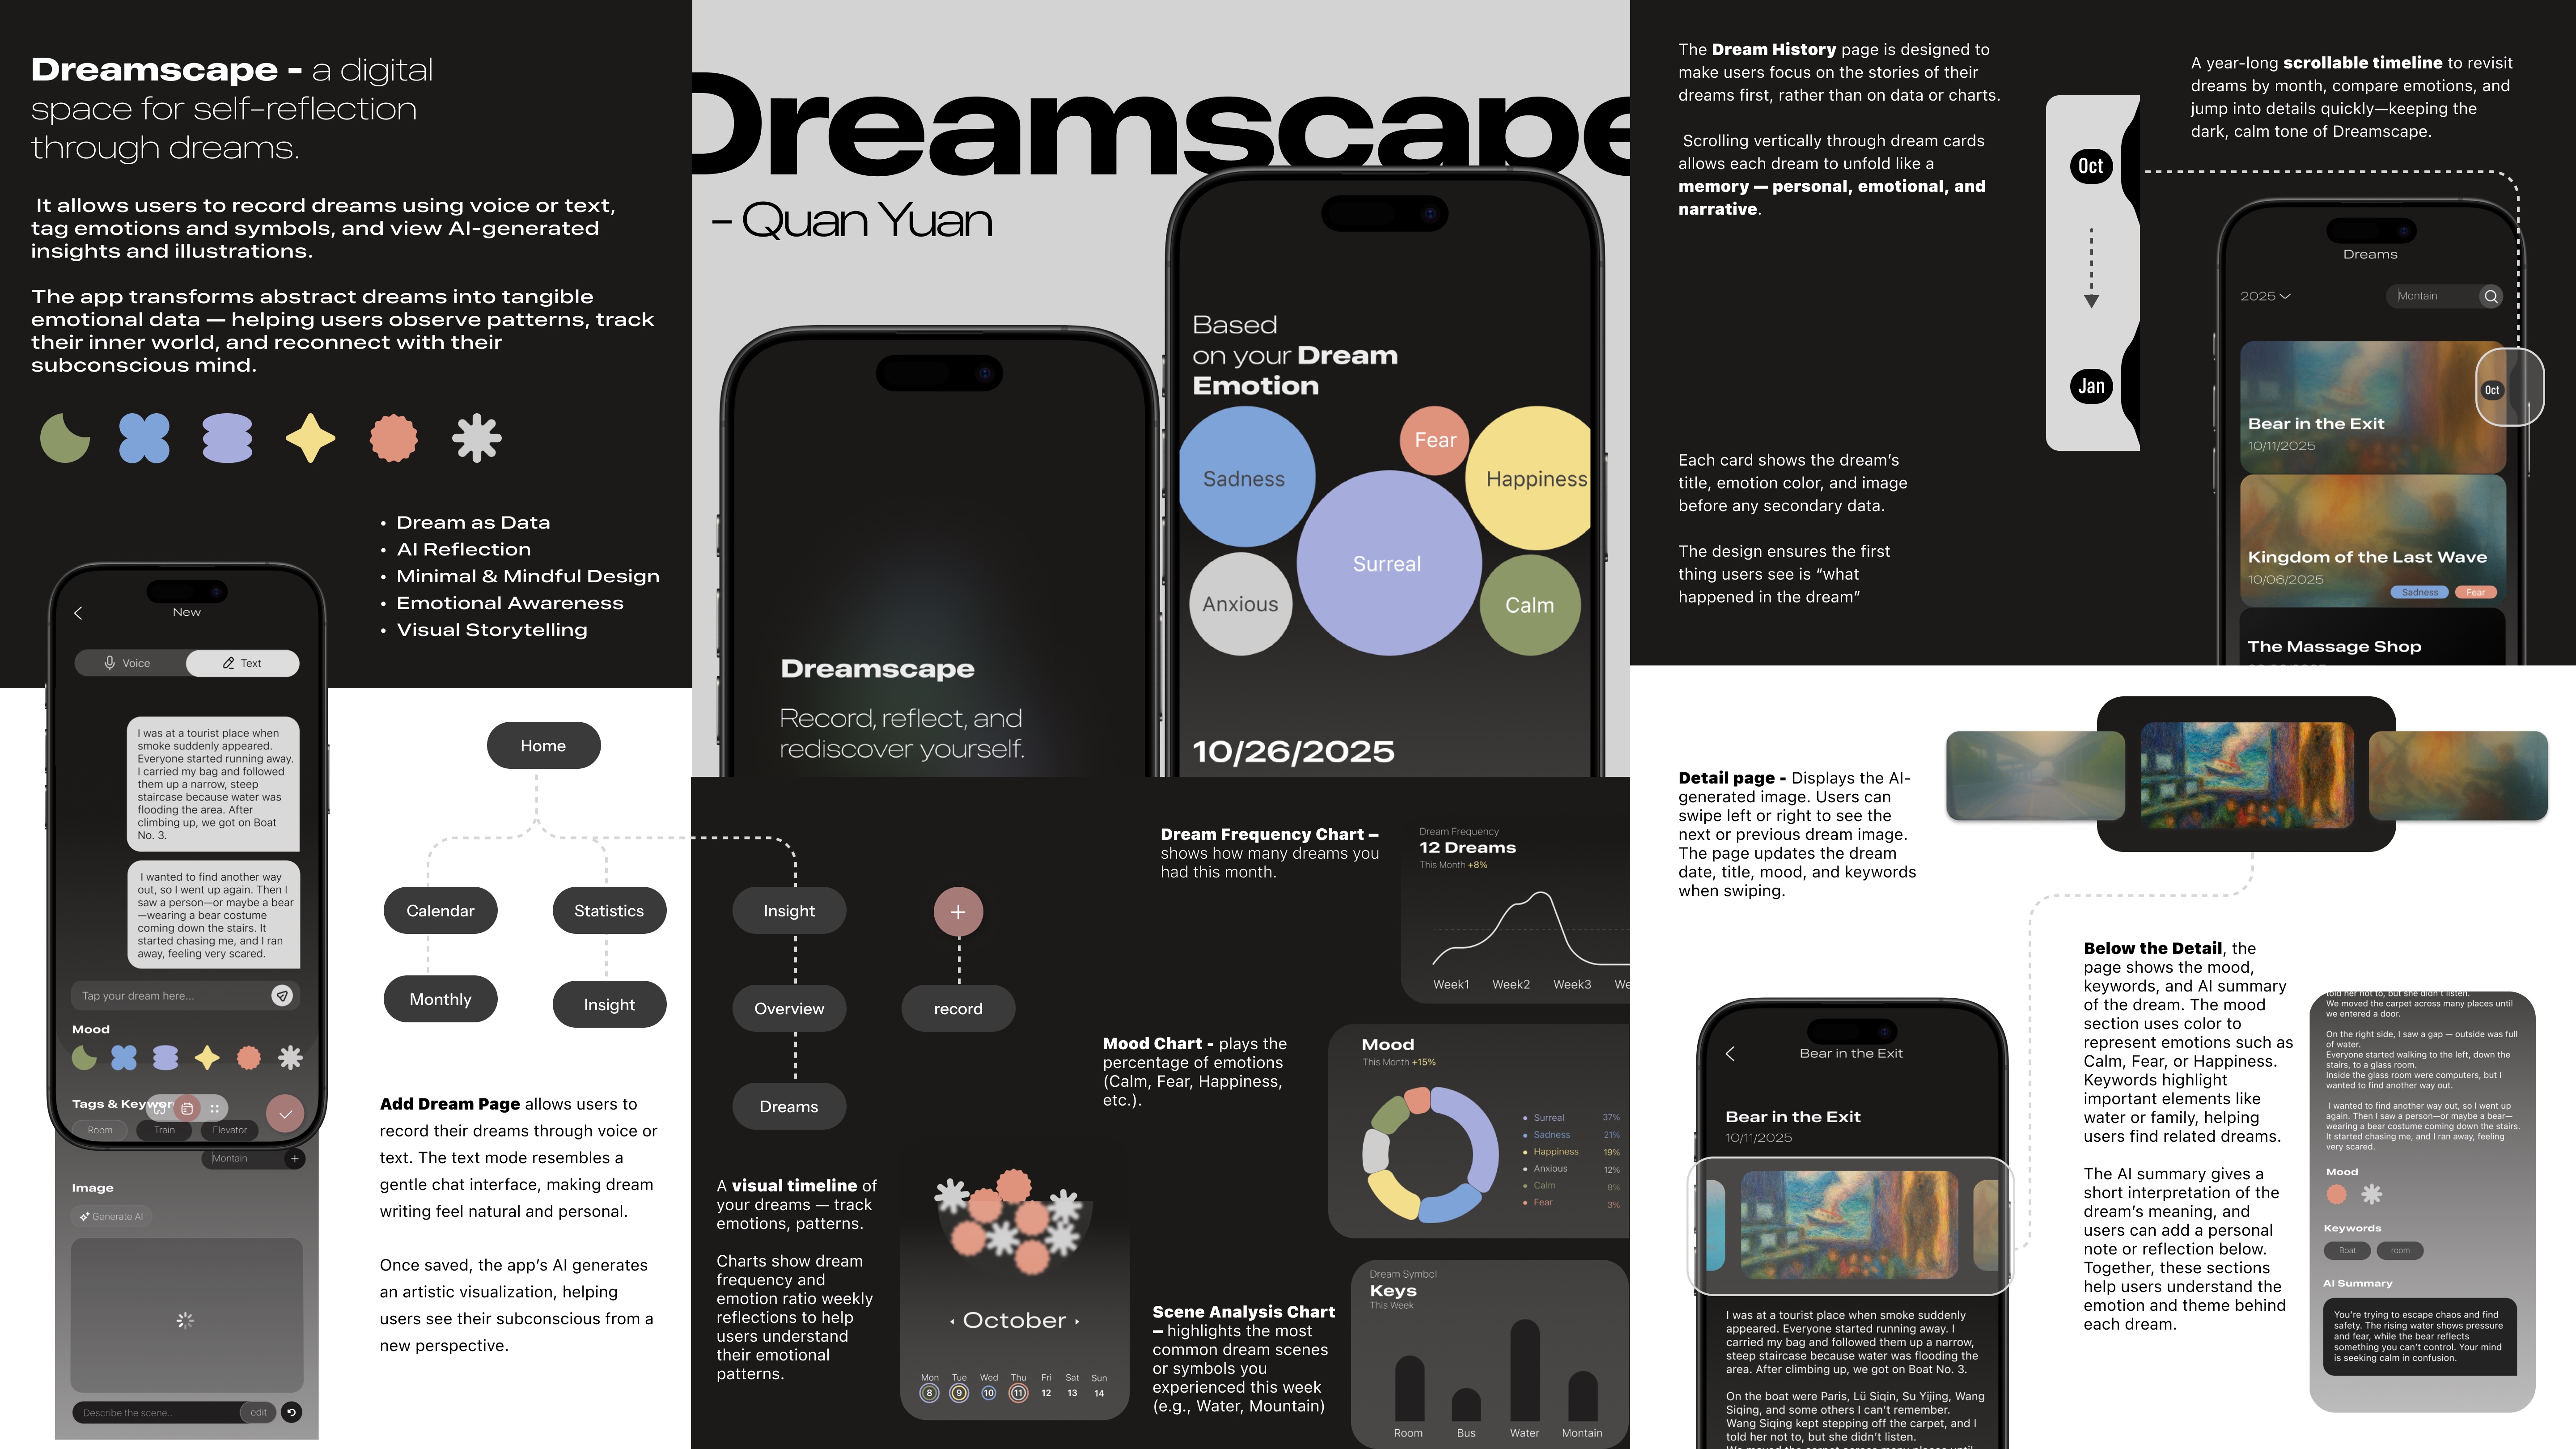 Dreamscape - a digital
space for self-reflection
through dreams.
It allows users to record dreams using voice or text,
tag emotions and symbols, and view AI-generated
insights and illustrations.
The app transforms abstract dreams into tangible
emotional data — helping users observe patterns, track
their inner world, and reconnect with their
subconscious mind.
• Dream as Data
• AI Reflection
• Minimal & Mindful Design
• Emotional Awareness
• Visual Storytelling
New
Voice
Text
I was at a tourist place when
smoke suddenly appeared.
Everyone started running away.
I carried my bag and followed
them up a narrow, steep
staircase because water was
flooding the area. After
climbing up, we got on Boat
No. 3.
I wanted to find another way
out, so I went up again. Then I
saw a person—or maybe a bear
—wearing a bear costume
coming down the stairs. It
started chasing me, and I ran
away, feeling very scared.
Tap your dream here...
Mood
Tags & Keywor
Room
Train
Elevator
Montain
+
Image
Generate AI
Describe the scene...
edit
Home
Calendar
Statistics
Monthly
Insight
Add Dream Page allows users to
record their dreams through voice or
text. The text mode resembles a
gentle chat interface, making dream
writing feel natural and personal.
Once saved, the app's AI generates
an artistic visualization, helping
users see their subconscious from a
new perspective.
Dreamscape
– Quan Yuan
Dreamscape
Record, reflect, and
rediscover yourself.
Based
on your Dream
Emotion
Sadness
Fear
Happiness
Surreal
Anxious
Calm
10/26/2025
Insight
+
Overview
record
Dreams
Dream Frequency Chart –
shows how many dreams you
had this month.
Dream Frequency
12 Dreams
This Month +8%
Week1
Week2
Week3
We
Mood Chart - plays the
percentage of emotions
(Calm, Fear, Happiness,
etc.).
Mood
This Month +15%
• Surreal 37%
• Sadness 21%
• Happiness 19%
• Anxious 12%
• Calm 8%
• Fear 3%
A visual timeline of
your dreams — track
emotions, patterns.
Charts show dream
frequency and
emotion ratio weekly
reflections to help
users understand
their emotional
patterns.
October
Mon Tue Wed Thu Fri Sat Sun
8 9 10 11 12 13 14
Scene Analysis Chart
– highlights the most
common dream scenes
or symbols you
experienced this week
(e.g., Water, Mountain)
Dream Symbol
Keys
This Week
Room
Bus
Water
Montain
The Dream History page is designed to
make users focus on the stories of their
dreams first, rather than on data or charts.
Scrolling vertically through dream cards
allows each dream to unfold like a
memory — personal, emotional, and
narrative.
Each card shows the dream's
title, emotion color, and image
before any secondary data.
The design ensures the first
thing users see is “what
happened in the dream”
Oct
Jan
A year-long scrollable timeline to revisit
dreams by month, compare emotions, and
jump into details quickly—keeping the
dark, calm tone of Dreamscape.
Dreams
2025
Montain
Oct
Bear in the Exit
10/11/2025
Kingdom of the Last Wave
10/06/2025
Sadness
Fear
The Massage Shop
Detail page - Displays the AI-
generated image. Users can
swipe left or right to see the
next or previous dream image.
The page updates the dream
date, title, mood, and keywords
when swiping.
Bear in the Exit
Bear in the Exit
10/11/2025
I was at a tourist place when smoke suddenly
appeared. Everyone started running away. I
carried my bag and followed them up a narrow,
steep staircase because water was flooding the
area. After climbing up, we got on Boat No. 3.
On the boat were Paris, Lü Siqin, Su Yijing, Wang
Siqing, and some others I can't remember.
Wang Siqing kept stepping off the carpet, and I
told her not to, but she didn't listen.
We moved the carpet across many places until
Below the Detail, the
page shows the mood,
keywords, and AI summary
of the dream. The mood
section uses color to
represent emotions such as
Calm, Fear, or Happiness.
Keywords highlight
important elements like
water or family, helping
users find related dreams.
The AI summary gives a
short interpretation of the
dream's meaning, and
users can add a personal
note or reflection below.
Together, these sections
help users understand the
emotion and theme behind
each dream.
told her not to, but she didn't listen.
We moved the carpet across many places until
we entered a door.
On the right side, I saw a gap — outside was full
of water.
Everyone started walking to the left, down the
stairs, to a glass room.
Inside the glass room were computers, but I
wanted to find another way out.
I wanted to find another way out, so I went up
again. Then I saw a person—or maybe a bear—
wearing a bear costume coming down the stairs.
It started chasing me, and I ran away, feeling
very scared.
Mood
Keywords
Boat
room
AI Summary
You're trying to escape chaos and find
safety. The rising water shows pressure
and fear, while the bear reflects
something you can't control. Your mind
is seeking calm in confusion.